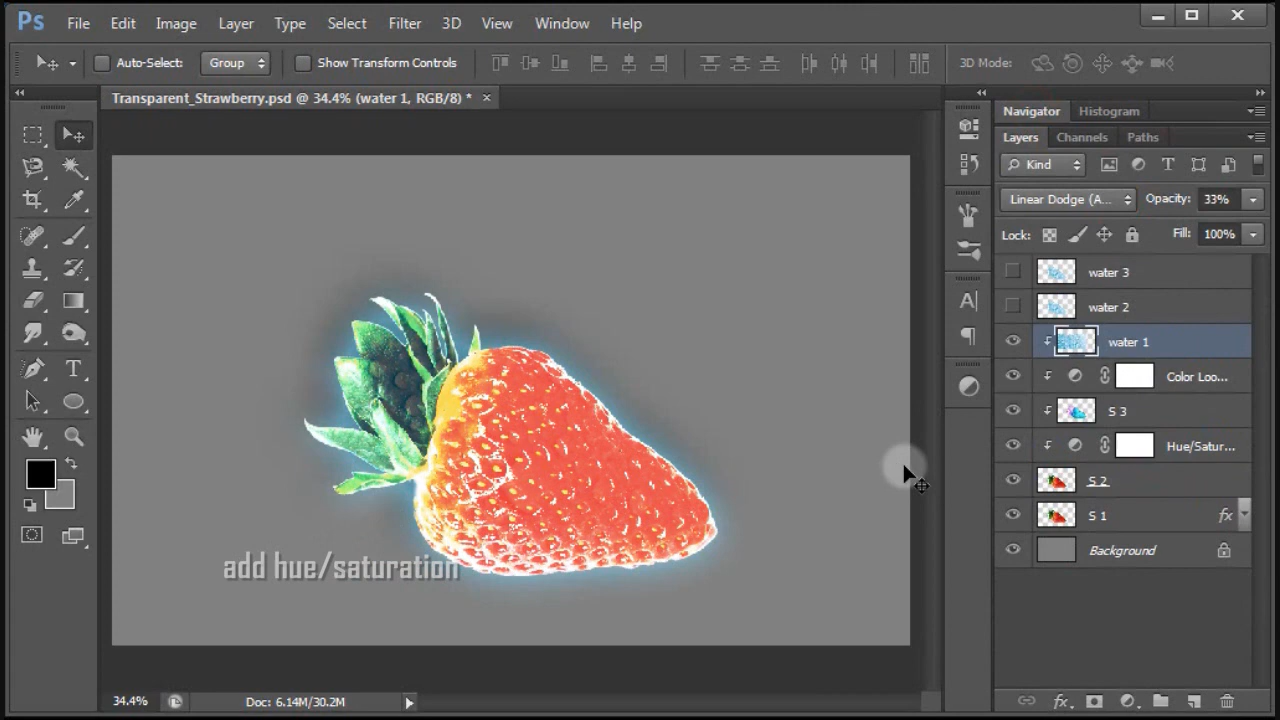 Ps File Edit Image Layer Type Select Filter 3D View Window Help
Auto-Select: Group Show Transform Controls 3D Mode:
Transparent_Strawberry.psd @ 34.4% (water 1, RGB/8) *
Navigator Histogram
Layers Channels Paths
Kind
Linear Dodge (A... Opacity: 33%
Lock: Fill: 100%
water 3
water 2
water 1
Color Loo...
S 3
Hue/Satur...
S 2
S 1 fx
Background
add hue/saturation
34.4% Doc: 6.14M/30.2M
fx